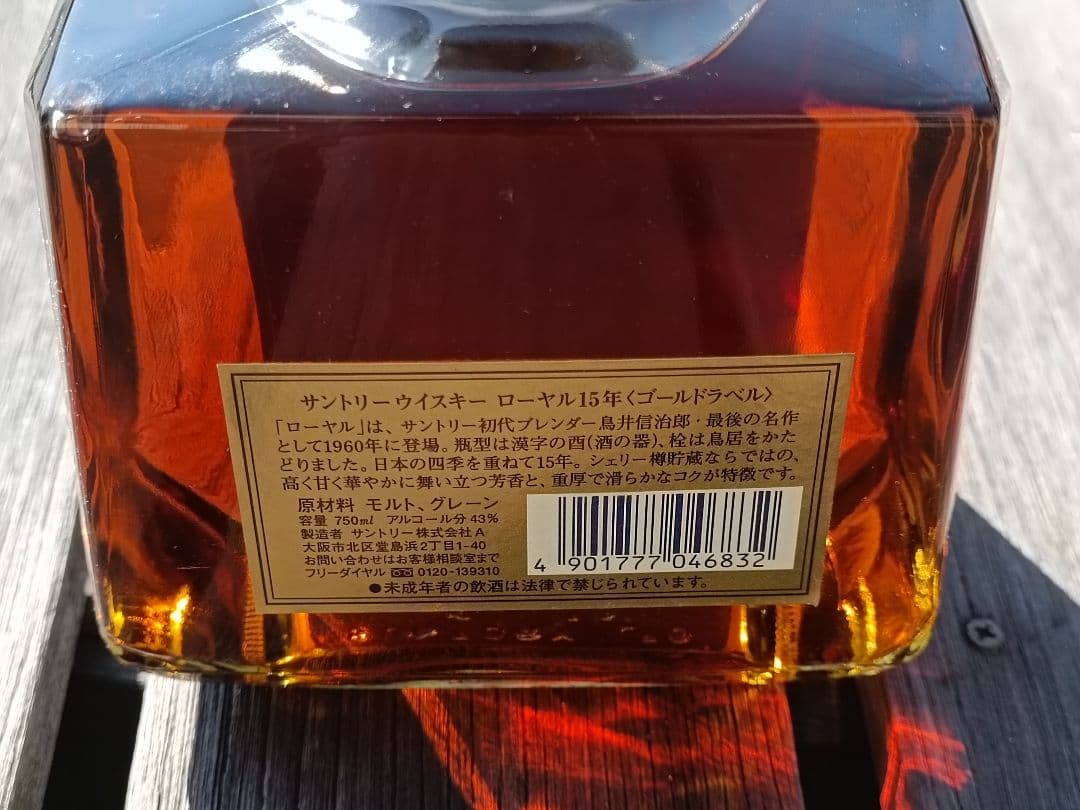 サントリーウイスキー ローヤル15年〈ゴールドラベル〉
「ローヤル」は、サントリー初代ブレンダー鳥井信治郎・最後の名作
として1960年に登場。瓶型は漢字の酉(酒の器)、栓は鳥居をかた
どりました。日本の四季を重ねて15年。シェリー樽貯蔵ならではの、
高く甘く華やかに舞い立つ芳香と、重厚で滑らかなコクが特徴です。
原材料 モルト、グレーン
容量 750ml アルコール分 43%
製造者 サントリー株式会社A
大阪市北区堂島浜2丁目1-40
お問い合わせはお客様相談室まで
フリーダイヤル 0120-139310
4 901777 046832
●未成年者の飲酒は法律で禁じられています。